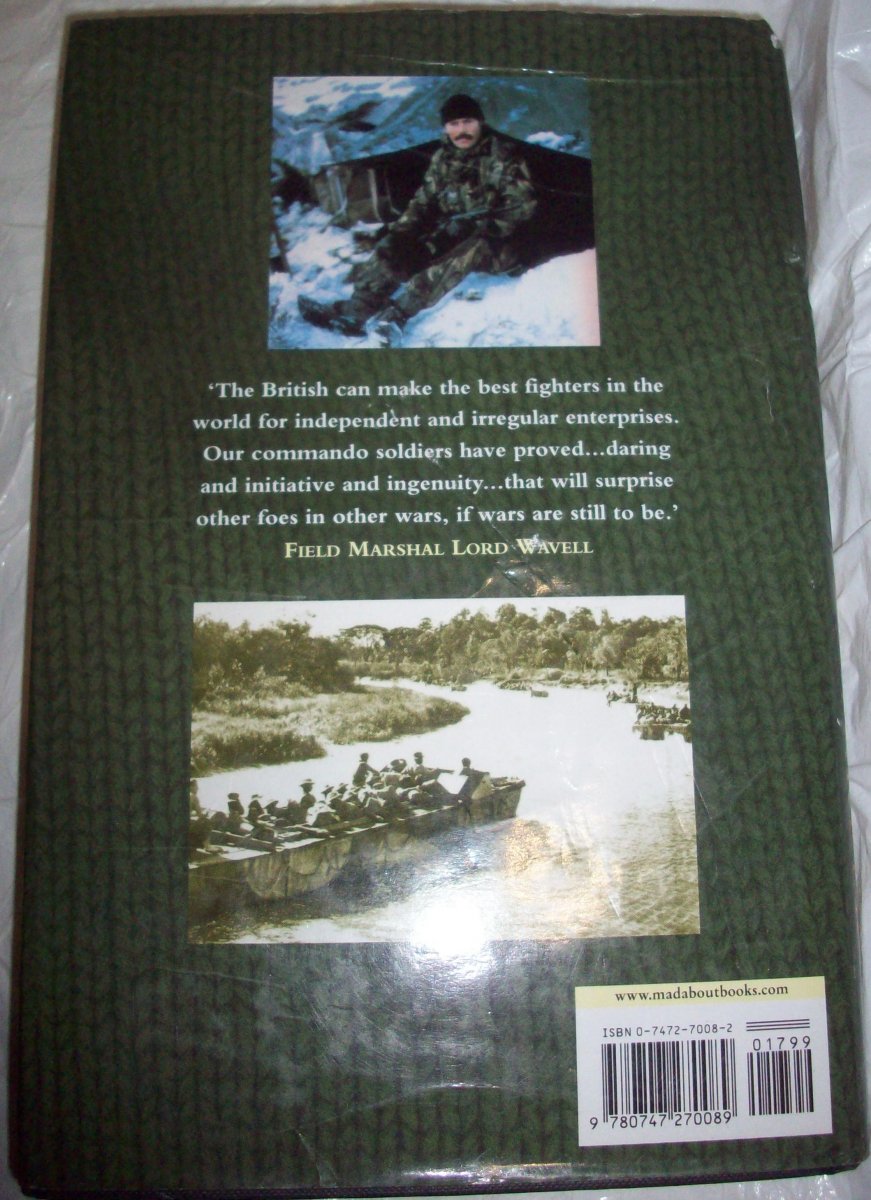 ‘The British can make the best fighters in the
world for independent and irregular enterprises.
Our commando soldiers have proved...daring
and initiative and ingenuity...that will surprise
other foes in other wars, if wars are still to be.’
FIELD MARSHAL LORD WAVELL
www.madaboutbooks.com
ISBN 0-7472-7008-2
01799
9 780747 270089